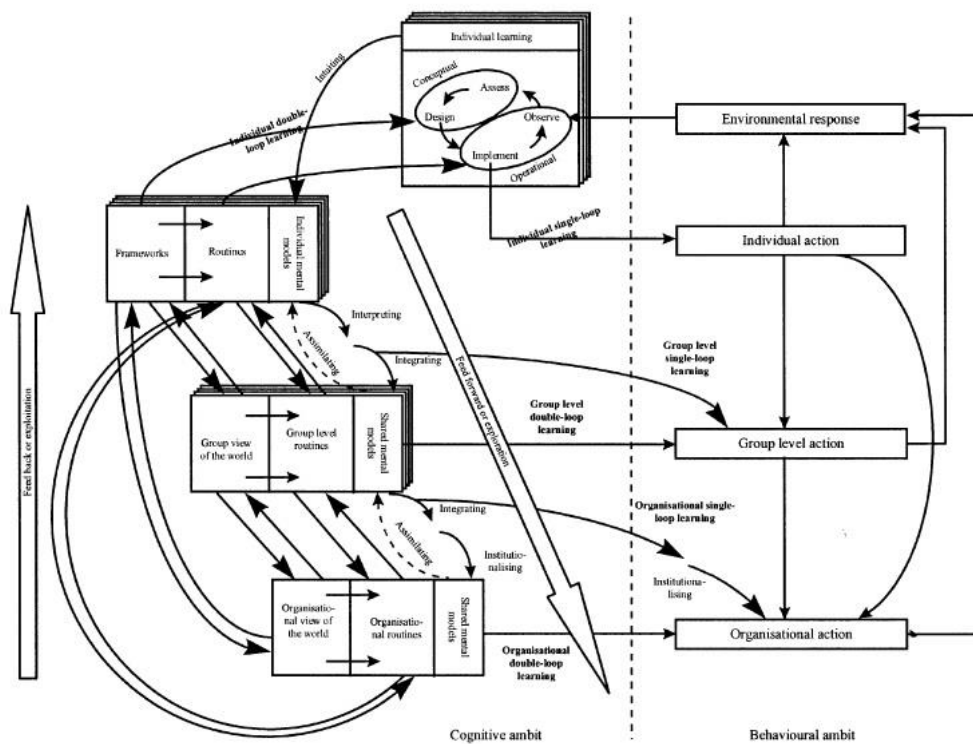 Individual learning
Intuiting
Conceptual
Assess
Design
Observe
Implement
Operational
Individual double-
loop learning
Environmental response
Individual single-loop
learning
Individual action
Frameworks
Routines
Individual mental
models
Interpreting
Assimilating
Integrating
Feed back or exploitation
Feed forward or exploration
Group level
single-loop
learning
Group view
of the world
Group level
routines
Shared mental
models
Group level
double-loop
learning
Group level action
Integrating
Organisational single-
loop learning
Assimilating
Institutio-
nalising
Institutiona-
lising
Organisatio-
nal view of
the world
Organisatio-
nal routines
Shared mental
models
Organisational
double-loop
learning
Organisational action
Cognitive ambit
Behavioural ambit